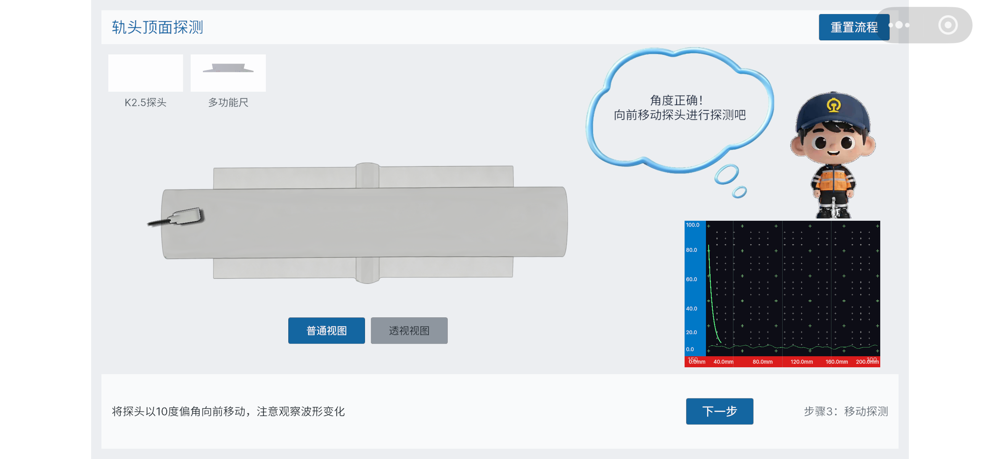 轨头顶面探测
重置流程
K2.5探头
多功能尺
角度正确！
向前移动探头进行探测吧
100.0
80.0
60.0
40.0
20.0
0.0
150
100
0.0mm 40.0mm 80.0mm 120.0mm 160.0mm 200.0mm
普通视图
透视视图
将探头以10度偏角向前移动，注意观察波形变化
下一步
步骤3：移动探测